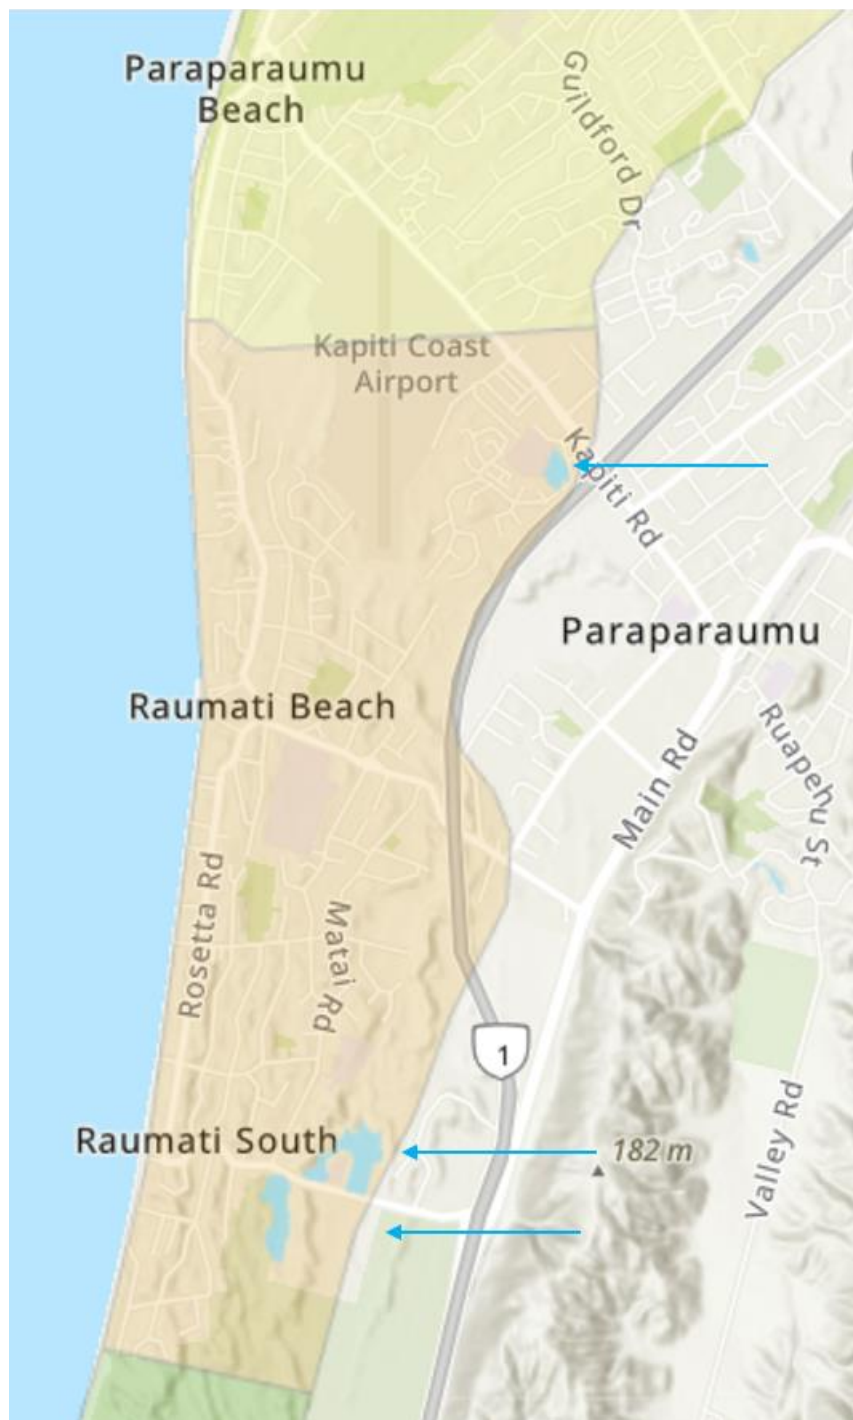 Paraparaumu
Beach
Guildford Dr
Kapiti Coast
Airport
Kapiti Rd
Paraparaumu
Raumati Beach
Ruapehu St
Main Rd
Rosetta Rd
Matai Rd
1
Raumati South
182 m
Valley Rd